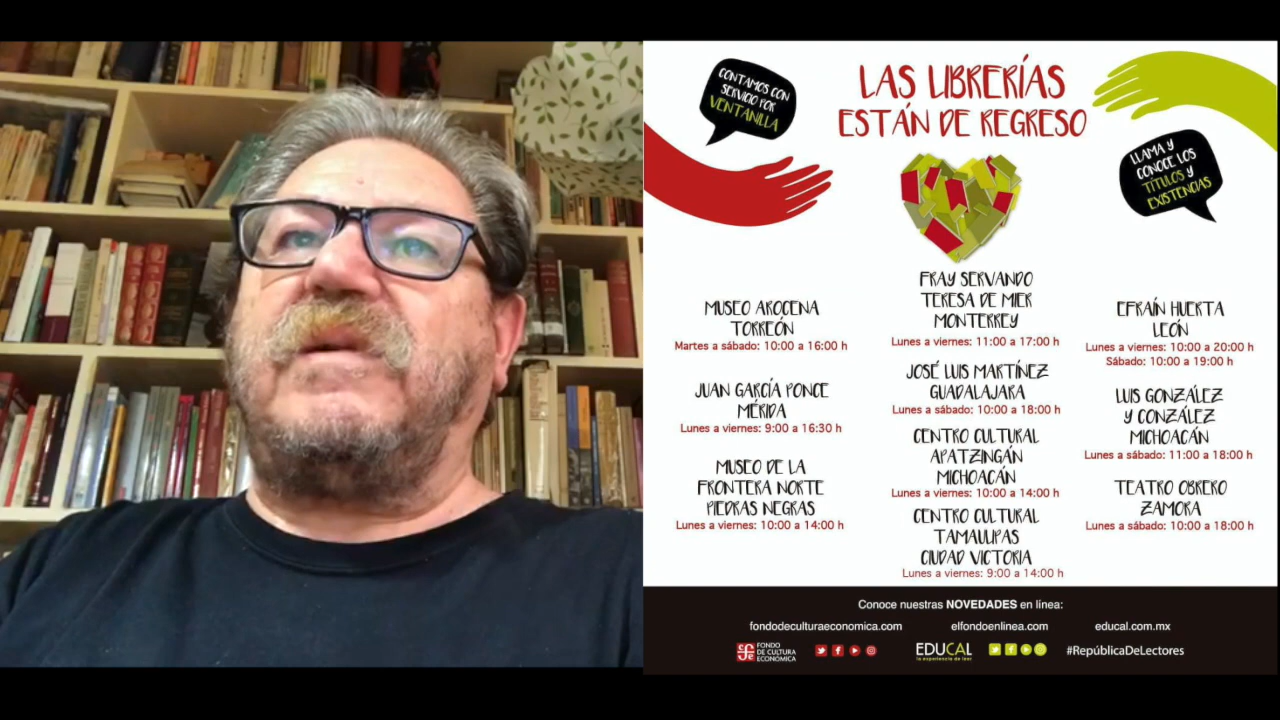 CONTAMOS CON
SERVICIO POR
VENTANILLA
LAS LIBRERÍAS
ESTÁN DE REGRESO
LLAMA Y
CONOCE LOS
TÍTULOS Y
EXISTENCIAS
MUSEO AROCENA
TORREÓN
Martes a sábado: 10:00 a 16:00 h
JUAN GARCÍA PONCE
MÉRIDA
Lunes a viernes: 9:00 a 16:30 h
MUSEO DE LA
FRONTERA NORTE
PIEDRAS NEGRAS
Lunes a viernes: 10:00 a 14:00 h
FRAY SERVANDO
TERESA DE MIER
MONTERREY
Lunes a viernes: 11:00 a 17:00 h
JOSÉ LUIS MARTÍNEZ
GUADALAJARA
Lunes a sábado: 10:00 a 18:00 h
CENTRO CULTURAL
APATZINGÁN
MICHOACÁN
Lunes a viernes: 10:00 a 14:00 h
CENTRO CULTURAL
TAMAULIPAS
CIUDAD VICTORIA
Lunes a viernes: 9:00 a 14:00 h
EFRAÍN HUERTA
LEÓN
Lunes a viernes: 10:00 a 20:00 h
Sábado: 10:00 a 19:00 h
LUIS GONZÁLEZ
Y GONZÁLEZ
MICHOACÁN
Lunes a sábado: 11:00 a 18:00 h
TEATRO OBRERO
ZAMORA
Lunes a sábado: 10:00 a 18:00 h
Conoce nuestras NOVEDADES en línea:
fondodeculturaeconomica.com elfondoenlinea.com educal.com.mx
FONDO
DE CULTURA
ECONÓMICA
EDUCAL
la experiencia de leer
#RepúblicaDeLectores